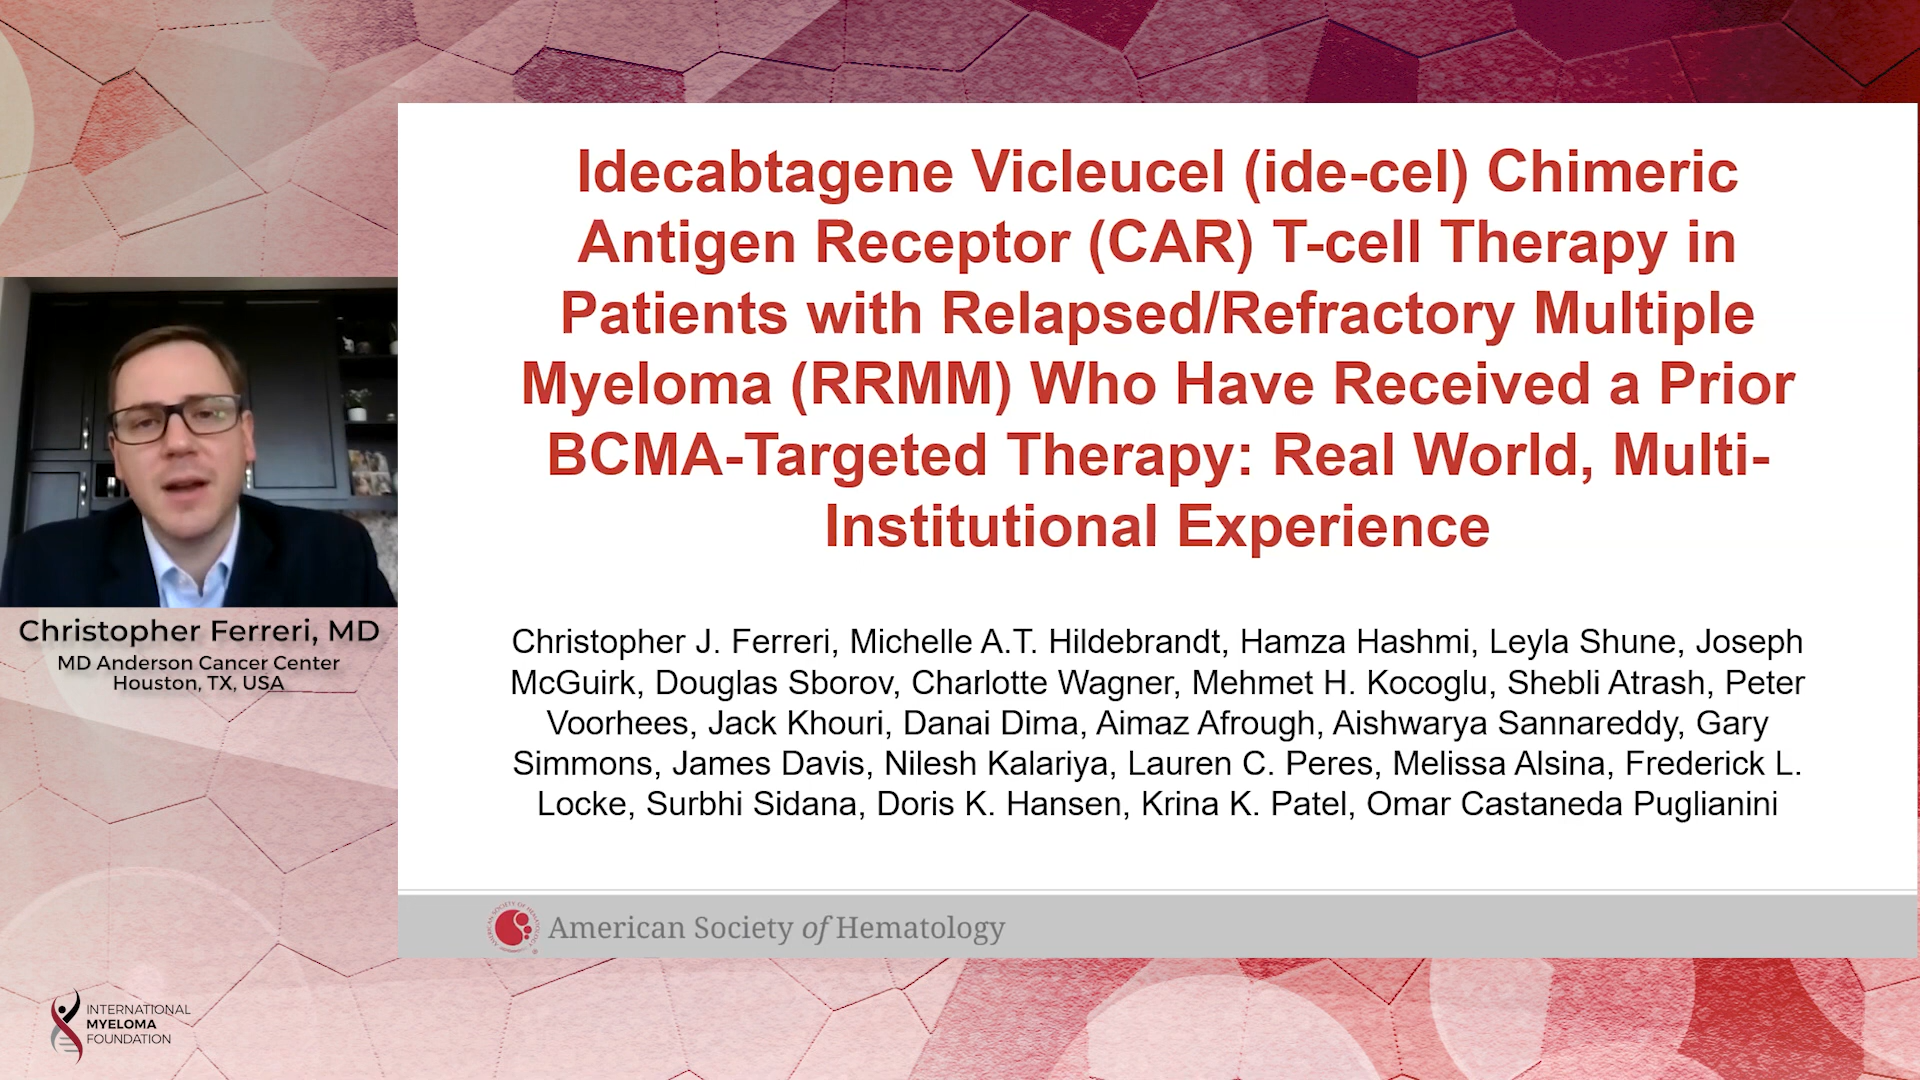 Idecabtagene Vicleucel (ide-cel) Chimeric
Antigen Receptor (CAR) T-cell Therapy in
Patients with Relapsed/Refractory Multiple
Myeloma (RRMM) Who Have Received a Prior
BCMA-Targeted Therapy: Real World, Multi-
Institutional Experience
Christopher J. Ferreri, Michelle A.T. Hildebrandt, Hamza Hashmi, Leyla Shune, Joseph
McGuirk, Douglas Sborov, Charlotte Wagner, Mehmet H. Kocoglu, Shebli Atrash, Peter
Voorhees, Jack Khouri, Danai Dima, Aimaz Afrough, Aishwarya Sannareddy, Gary
Simmons, James Davis, Nilesh Kalariya, Lauren C. Peres, Melissa Alsina, Frederick L.
Locke, Surbhi Sidana, Doris K. Hansen, Krina K. Patel, Omar Castaneda Puglianini
American Society of Hematology
Christopher Ferreri, MD
MD Anderson Cancer Center
Houston, TX, USA
INTERNATIONAL
MYELOMA
FOUNDATION